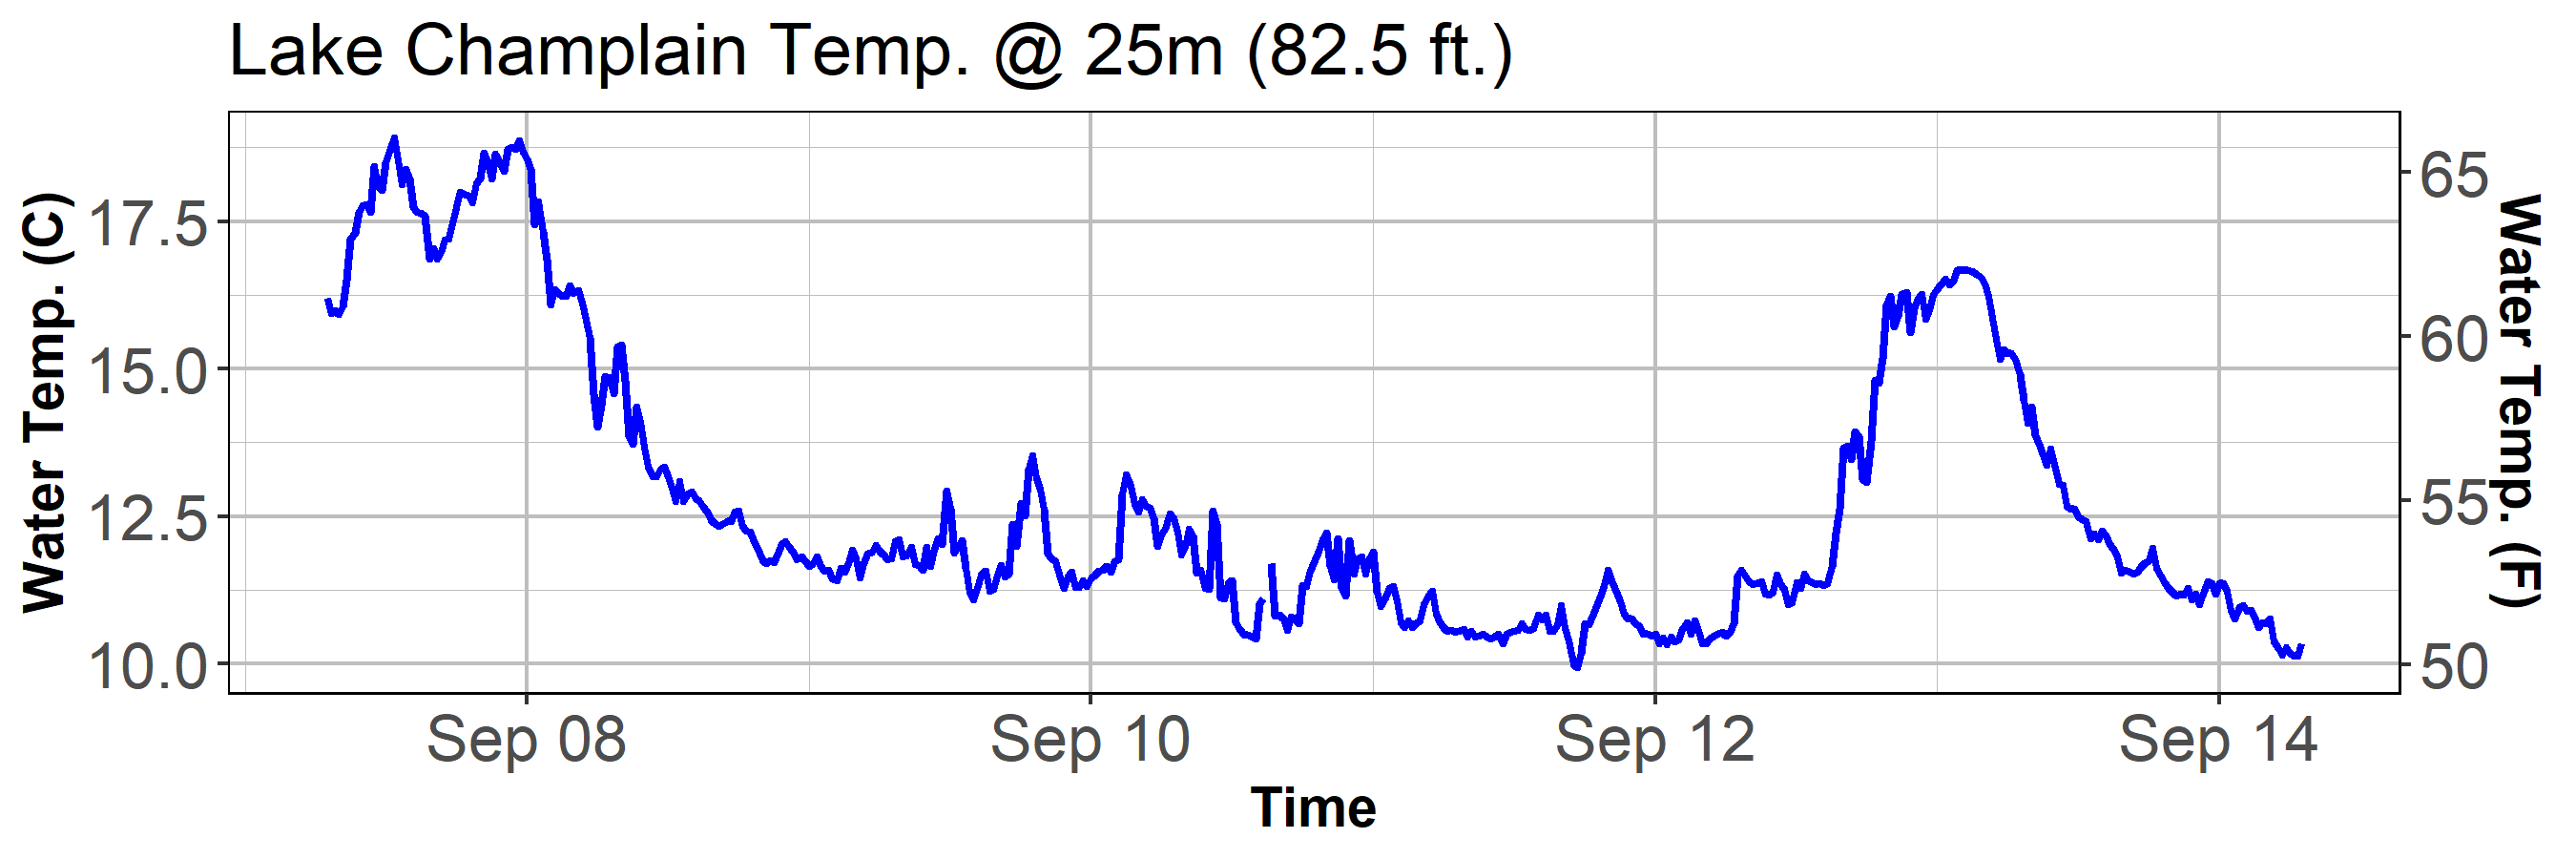 Lake Champlain Temp. @ 25m (82.5 ft.)
Water Temp. (C)
17.5
15.0
12.5
10.0
65
60
55
50
Water Temp. (F)
Sep 08 Sep 10 Sep 12 Sep 14
Time